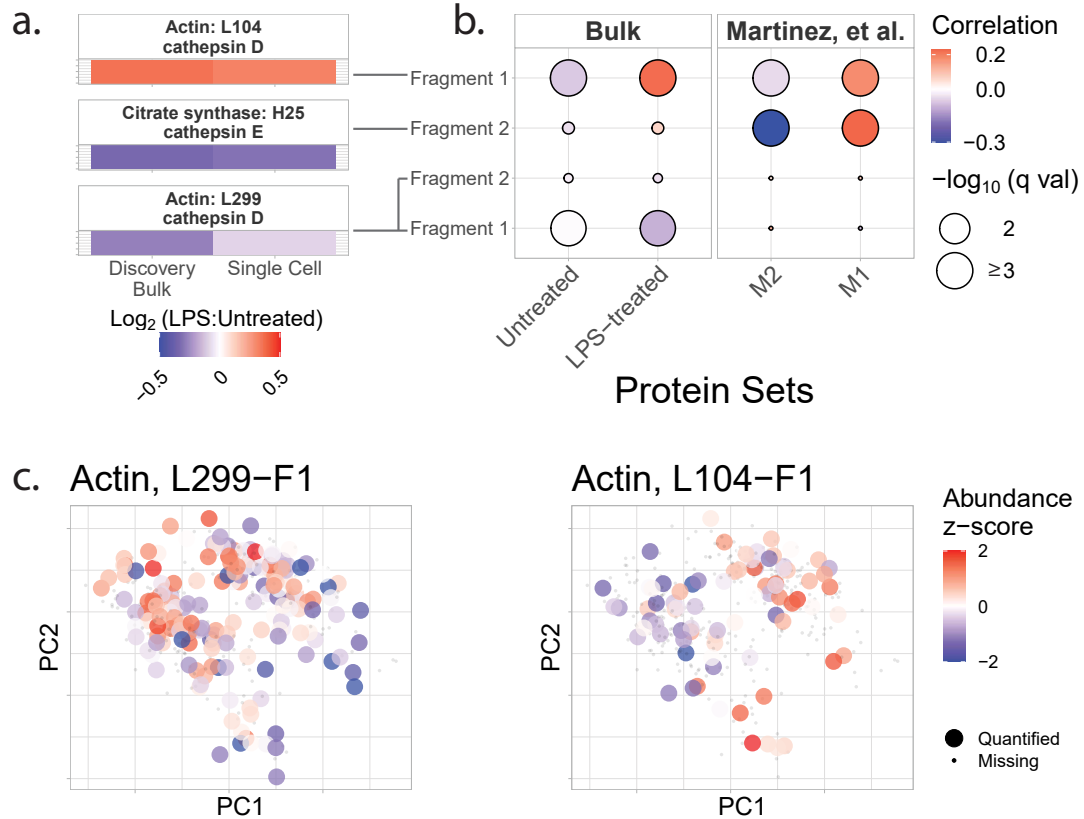 a.
Actin: L104
cathepsin D
Citrate synthase: H25
cathepsin E
Actin: L299
cathepsin D
Discovery
Bulk
Single Cell
Log2 (LPS:Untreated)
−0.5
0
0.5
b.
Bulk
Martinez, et al.
Fragment 1
Fragment 2
Fragment 2
Fragment 1
Untreated
LPS−treated
M2
M1
Protein Sets
Correlation
0.2
0.0
−0.3
−log10 (q val)
2
≥3
c.
Actin, L299−F1
PC2
PC1
Actin, L104−F1
PC2
PC1
Abundance
z−score
2
0
−2
Quantified
Missing